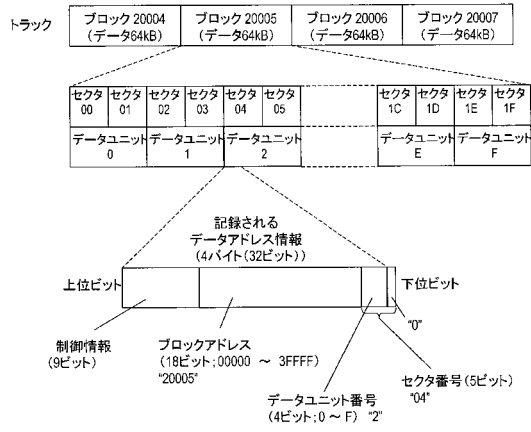 トラック
ブロック 20004
(データ64kB)
ブロック 20005
(データ64kB)
ブロック 20006
(データ64kB)
ブロック 20007
(データ64kB)
セクタ
00
セクタ
01
セクタ
02
セクタ
03
セクタ
04
セクタ
05
セクタ
1C
セクタ
1D
セクタ
1E
セクタ
1F
データユニット
0
データユニット
1
データユニット
2
データユニット
E
データユニット
F
記録される
データアドレス情報
(4バイト(32ビット))
上位ビット
下位ビット
"0"
制御情報
(9ビット)
ブロックアドレス
(18ビット;00000 ~ 3FFFF)
"20005"
セクタ番号(5ビット)
"04"
データユニット番号
(4ビット;0 ~ F) "2"